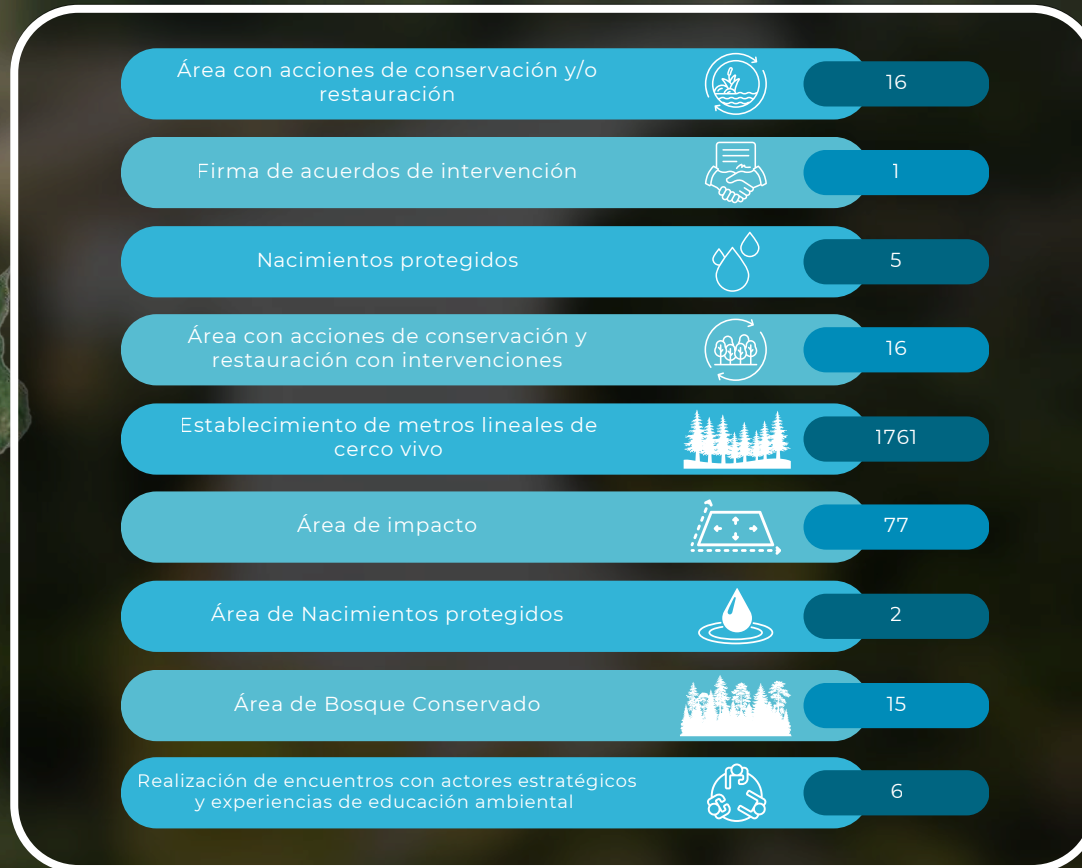 Área con acciones de conservación y/o
restauración
16
Firma de acuerdos de intervención
1
Nacimientos protegidos
5
Área con acciones de conservación y
restauración con intervenciones
16
Establecimiento de metros lineales de
cerco vivo
1761
Área de impacto
77
Área de Nacimientos protegidos
2
Área de Bosque Conservado
15
Realización de encuentros con actores estratégicos
y experiencias de educación ambiental
6